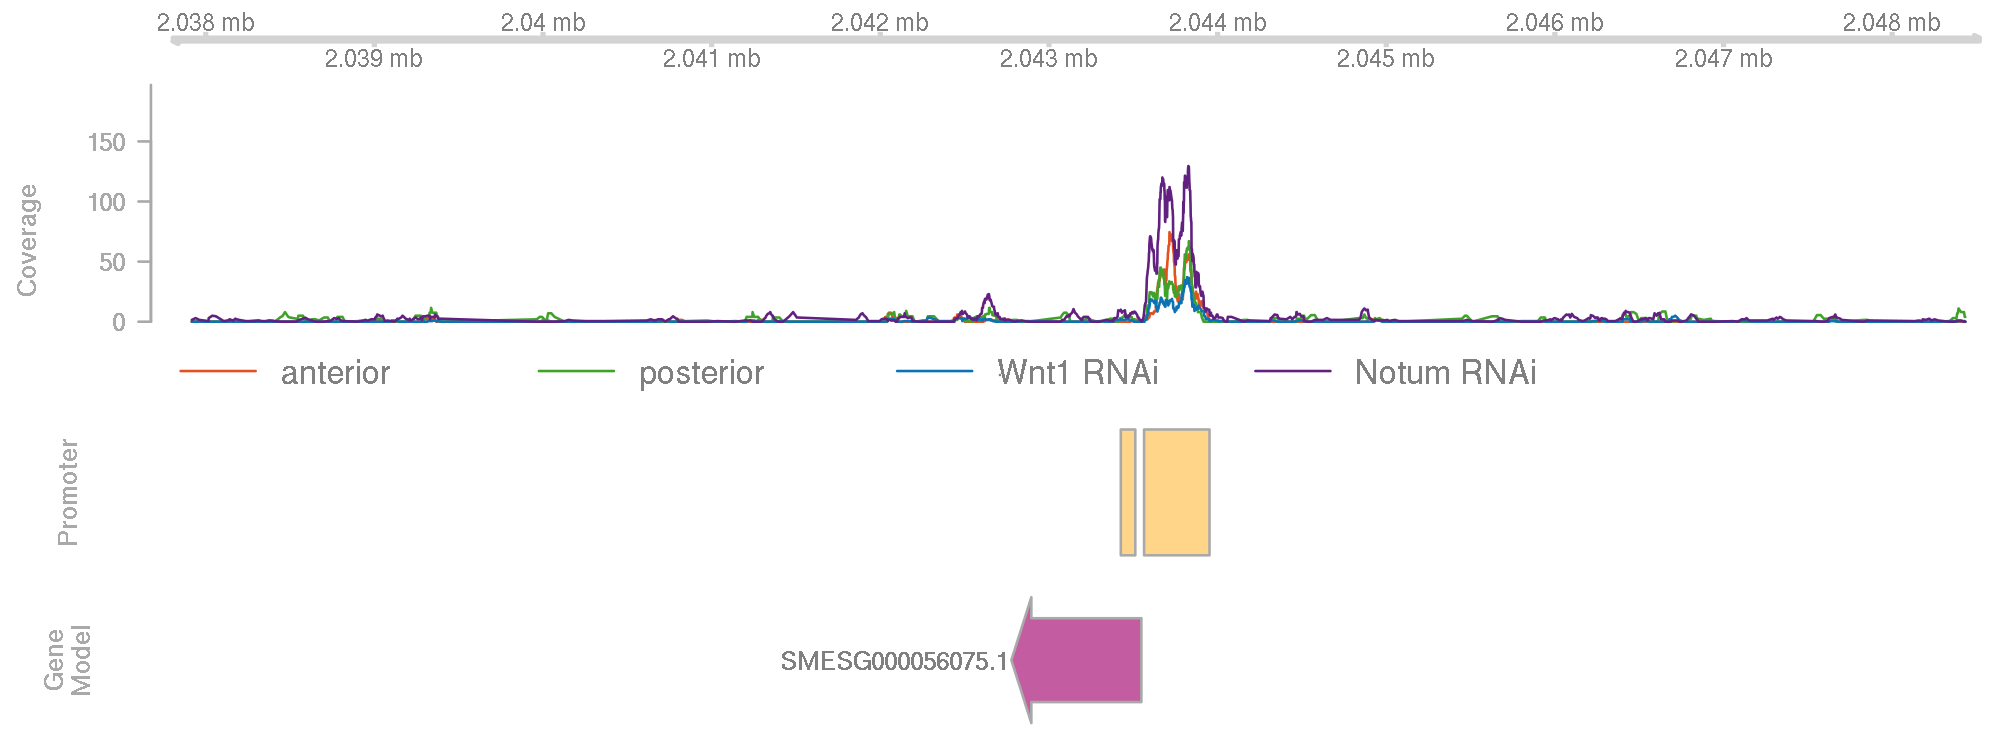 2.038 mb 2.04 mb 2.042 mb 2.044 mb 2.046 mb 2.048 mb
2.039 mb 2.041 mb 2.043 mb 2.045 mb 2.047 mb
Coverage
150
100
50
0
anterior posterior Wnt1 RNAi Notum RNAi
Promoter
Gene
Model
SMESG000056075.1